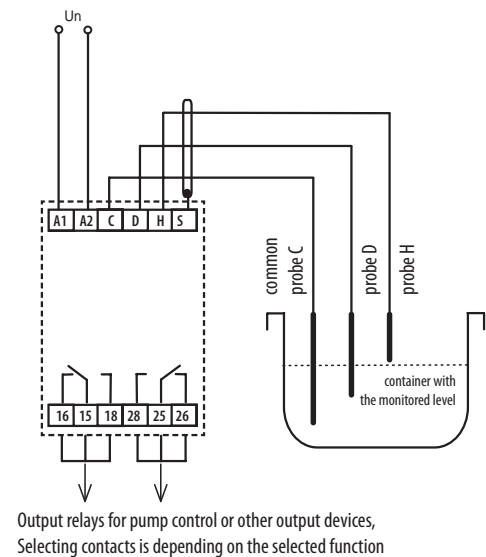 Un
A1 A2 C D H S
common
probe C
probe D
probe H
container with
the monitored level
16 15 18 28 25 26
Output relays for pump control or other output devices,
Selecting contacts is depending on the selected function